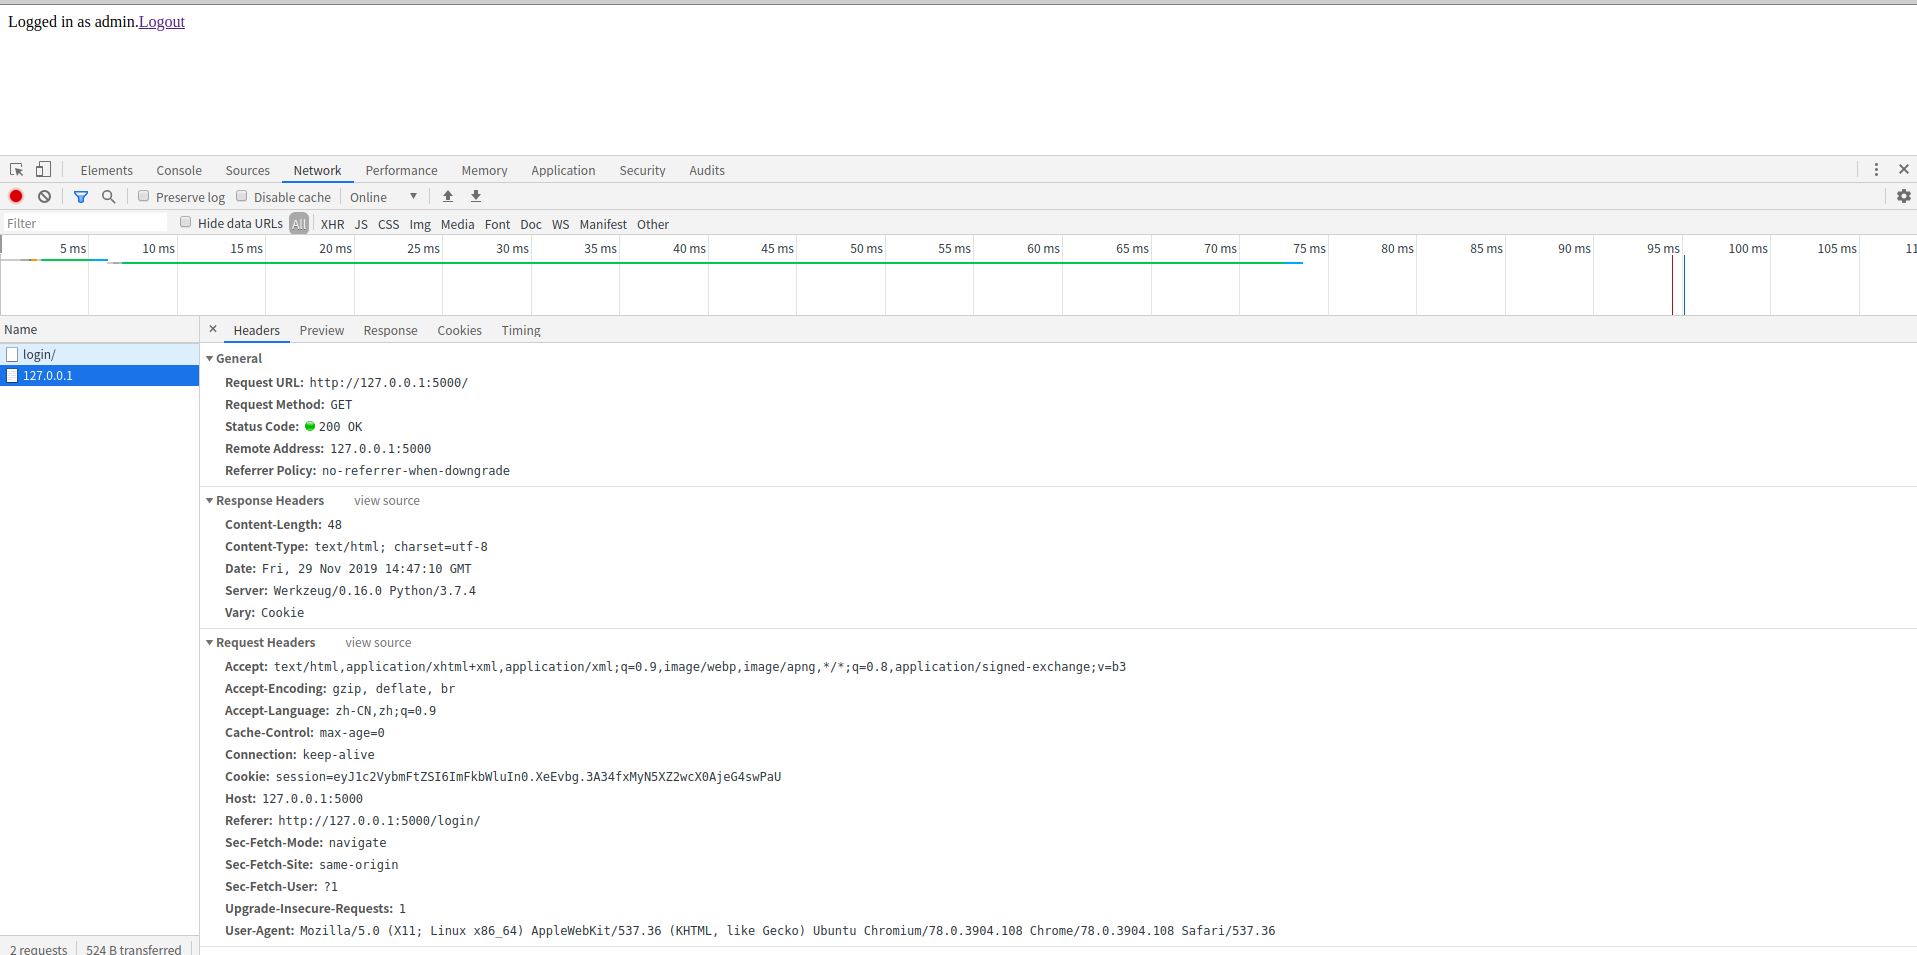 Logged in as admin.Logout
Elements Console Sources Network Performance Memory Application Security Audits
Preserve log Disable cache Online
Filter Hide data URLs All XHR JS CSS Img Media Font Doc WS Manifest Other
5 ms 10 ms 15 ms 20 ms 25 ms 30 ms 35 ms 40 ms 45 ms 50 ms 55 ms 60 ms 65 ms 70 ms 75 ms 80 ms 85 ms 90 ms 95 ms 100 ms 105 ms 11
Name
login/
127.0.0.1
2 requests 524 B transferred
× Headers Preview Response Cookies Timing
General
Request URL: http://127.0.0.1:5000/
Request Method: GET
Status Code: 200 OK
Remote Address: 127.0.0.1:5000
Referrer Policy: no-referrer-when-downgrade
Response Headers view source
Content-Length: 48
Content-Type: text/html; charset=utf-8
Date: Fri, 29 Nov 2019 14:47:10 GMT
Server: Werkzeug/0.16.0 Python/3.7.4
Vary: Cookie
Request Headers view source
Accept: text/html,application/xhtml+xml,application/xml;q=0.9,image/webp,image/apng,*/*;q=0.8,application/signed-exchange;v=b3
Accept-Encoding: gzip, deflate, br
Accept-Language: zh-CN,zh;q=0.9
Cache-Control: max-age=0
Connection: keep-alive
Cookie: session=eyJ1c2VybmFtZSI6ImFkbWluIn0.XeEvbg.3A34fxMyN5XZ2wcX0AjeG4swPaU
Host: 127.0.0.1:5000
Referer: http://127.0.0.1:5000/login/
Sec-Fetch-Mode: navigate
Sec-Fetch-Site: same-origin
Sec-Fetch-User: ?1
Upgrade-Insecure-Requests: 1
User-Agent: Mozilla/5.0 (X11; Linux x86_64) AppleWebKit/537.36 (KHTML, like Gecko) Ubuntu Chromium/78.0.3904.108 Chrome/78.0.3904.108 Safari/537.36